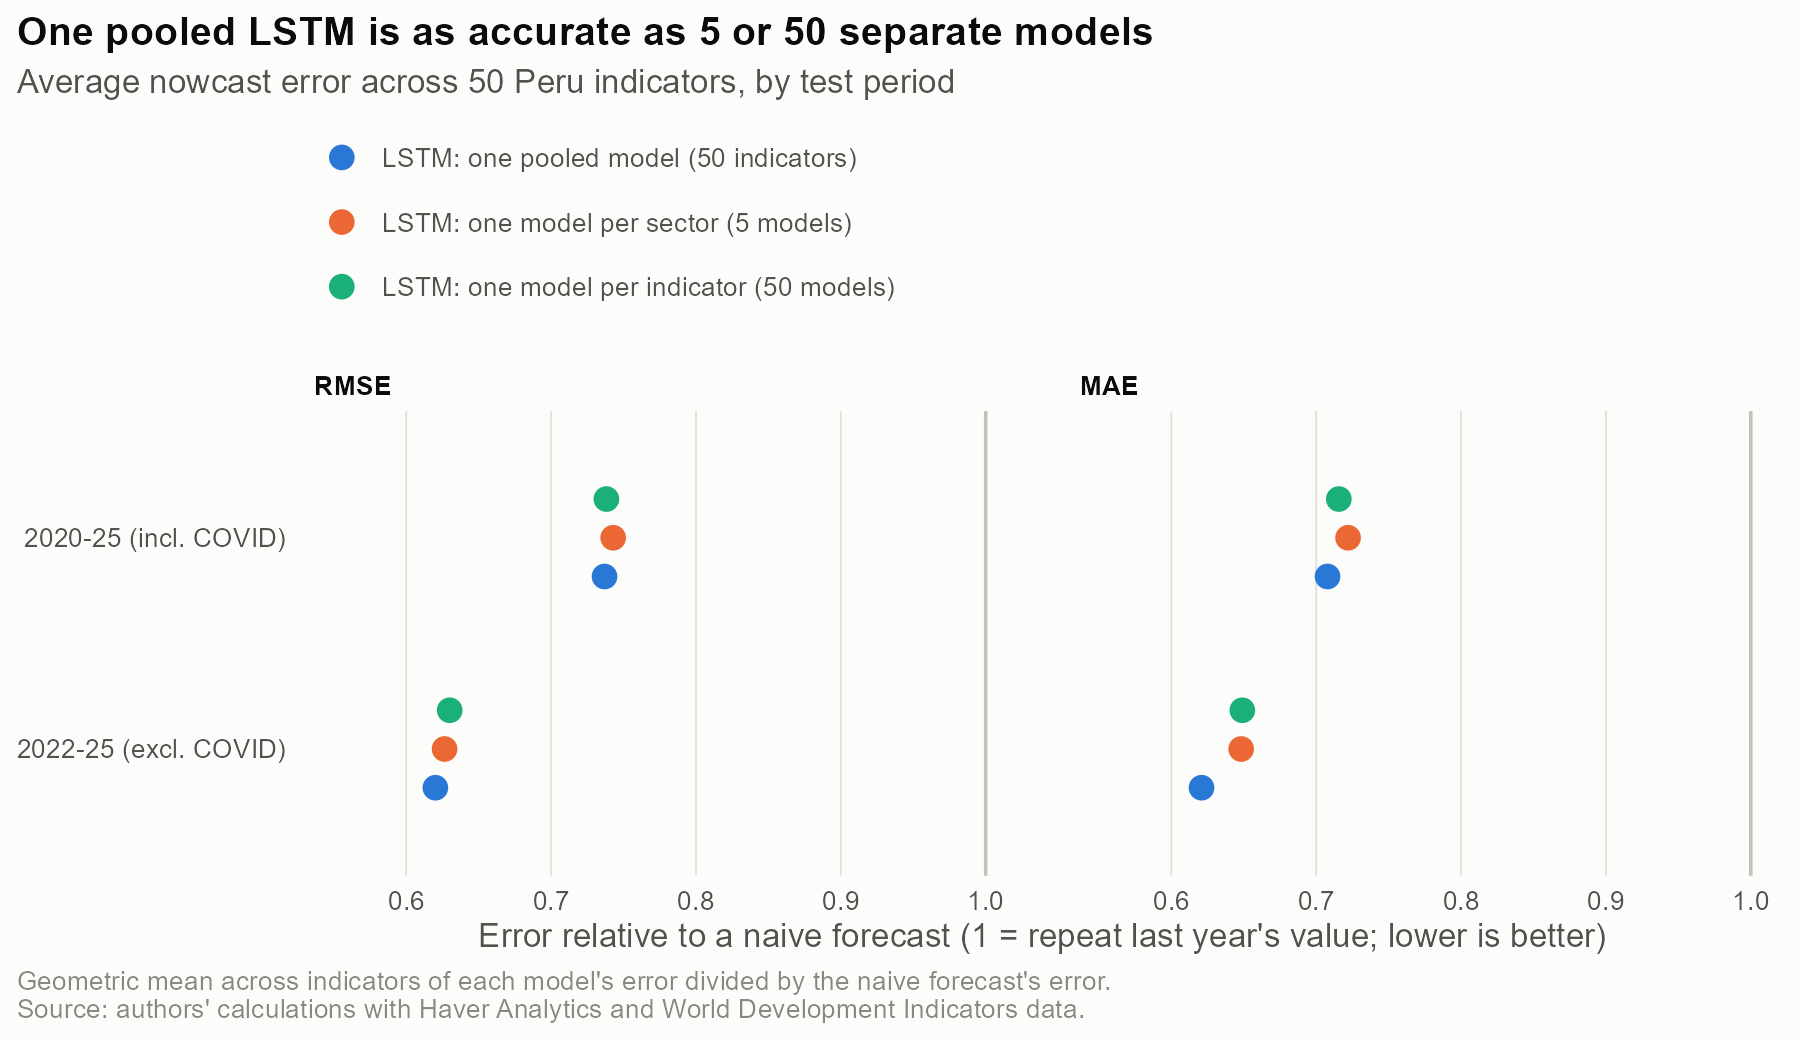 One pooled LSTM is as accurate as 5 or 50 separate models
Average nowcast error across 50 Peru indicators, by test period
LSTM: one pooled model (50 indicators)
LSTM: one model per sector (5 models)
LSTM: one model per indicator (50 models)
RMSE
MAE
2020-25 (incl. COVID)
2022-25 (excl. COVID)
0.6 0.7 0.8 0.9 1.0
0.6 0.7 0.8 0.9 1.0
Error relative to a naive forecast (1 = repeat last year's value; lower is better)
Geometric mean across indicators of each model's error divided by the naive forecast's error.
Source: authors' calculations with Haver Analytics and World Development Indicators data.